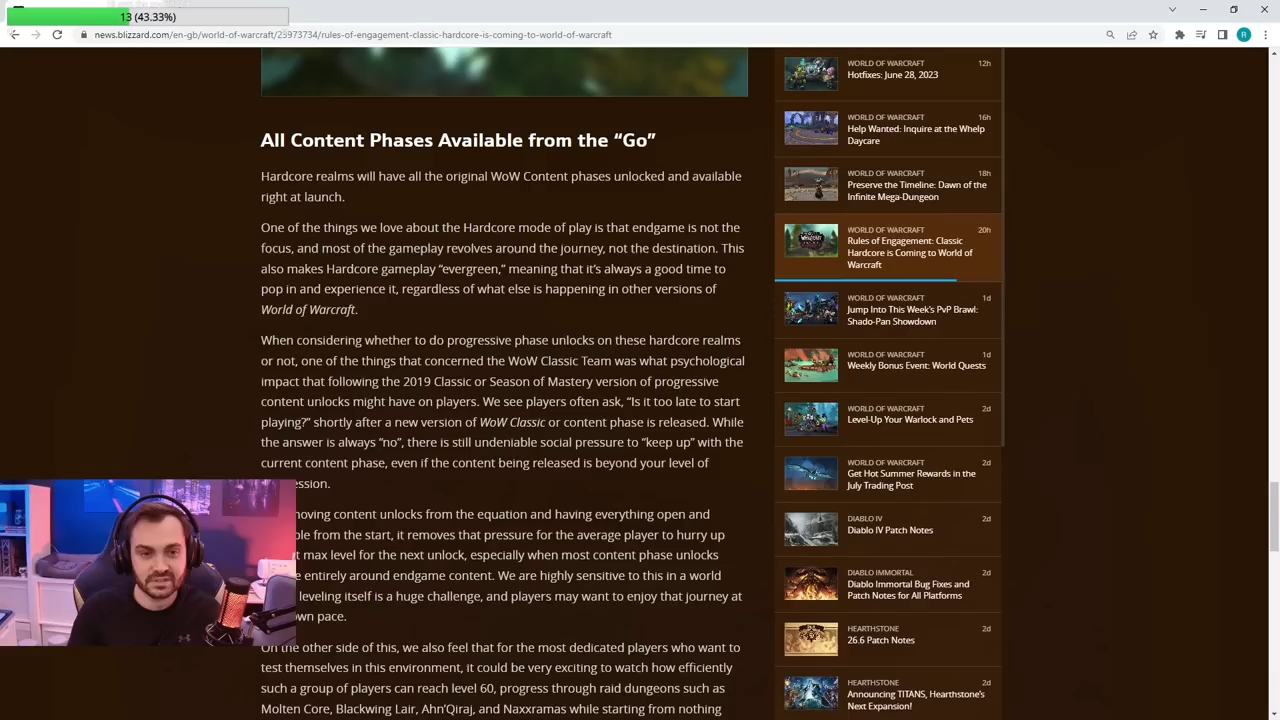 13 (43.33%)
news.blizzard.com/en-gb/world-of-warcraft/23973734/rules-of-engagement-classic-hardcore-is-coming-to-world-of-warcraft
R
All Content Phases Available from the “Go”
Hardcore realms will have all the original WoW Content phases unlocked and available
right at launch.
One of the things we love about the Hardcore mode of play is that endgame is not the
focus, and most of the gameplay revolves around the journey, not the destination. This
also makes Hardcore gameplay “evergreen,” meaning that it’s always a good time to
pop in and experience it, regardless of what else is happening in other versions of
World of Warcraft.
When considering whether to do progressive phase unlocks on these hardcore realms
or not, one of the things that concerned the WoW Classic Team was what psychological
impact that following the 2019 Classic or Season of Mastery version of progressive
content unlocks might have on players. We see players often ask, “Is it too late to start
playing?” shortly after a new version of WoW Classic or content phase is released. While
the answer is always “no”, there is still undeniable social pressure to “keep up” with the
current content phase, even if the content being released is beyond your level of
ession.
oving content unlocks from the equation and having everything open and
ble from the start, it removes that pressure for the average player to hurry up
t max level for the next unlock, especially when most content phase unlocks
e entirely around endgame content. We are highly sensitive to this in a world
leveling itself is a huge challenge, and players may want to enjoy that journey at
own pace.
On the other side of this, we also feel that for the most dedicated players who want to
test themselves in this environment, it could be very exciting to watch how efficiently
such a group of players can reach level 60, progress through raid dungeons such as
Molten Core, Blackwing Lair, Ahn’Qiraj, and Naxxramas while starting from nothing
WORLD OF WARCRAFT 12h
Hotfixes: June 28, 2023
WORLD OF WARCRAFT 16h
Help Wanted: Inquire at the Whelp
Daycare
WORLD OF WARCRAFT 18h
Preserve the Timeline: Dawn of the
Infinite Mega-Dungeon
WORLD OF WARCRAFT 20h
Rules of Engagement: Classic
Hardcore is Coming to World of
Warcraft
WORLD OF WARCRAFT 1d
Jump Into This Week's PvP Brawl:
Shado-Pan Showdown
WORLD OF WARCRAFT 1d
Weekly Bonus Event: World Quests
WORLD OF WARCRAFT 2d
Level-Up Your Warlock and Pets
WORLD OF WARCRAFT 2d
Get Hot Summer Rewards in the
July Trading Post
DIABLO IV 2d
Diablo IV Patch Notes
DIABLO IMMORTAL 2d
Diablo Immortal Bug Fixes and
Patch Notes for All Platforms
HEARTHSTONE 2d
26.6 Patch Notes
HEARTHSTONE 2d
Announcing TITANS, Hearthstone’s
Next Expansion!